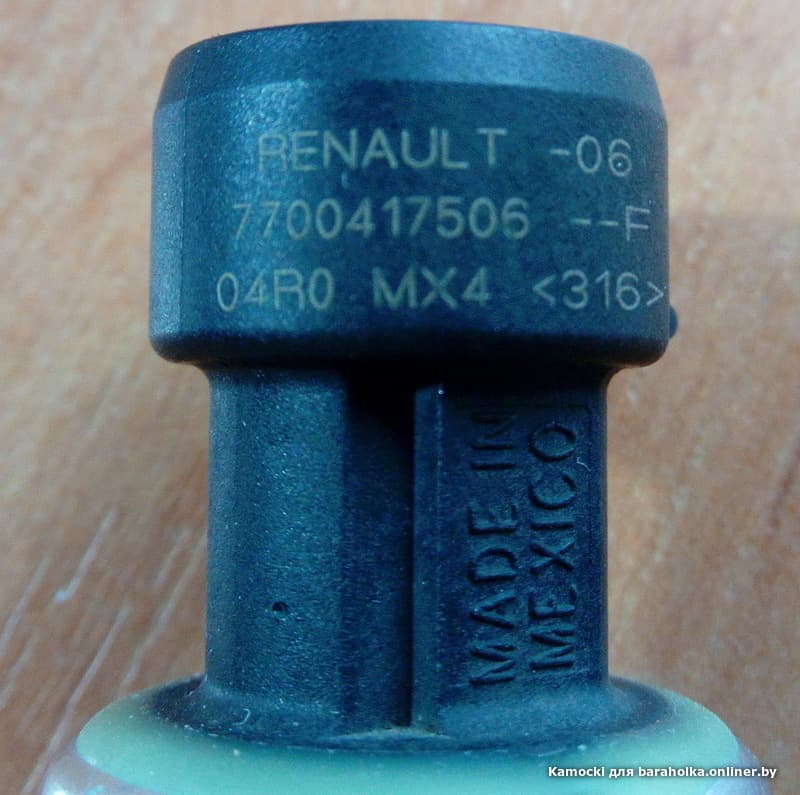 RENAULT -06
7700417506 --F
04R0 MX4 <316>
MADE IN
MEXICO
Kamocki для baraholka.onliner.by